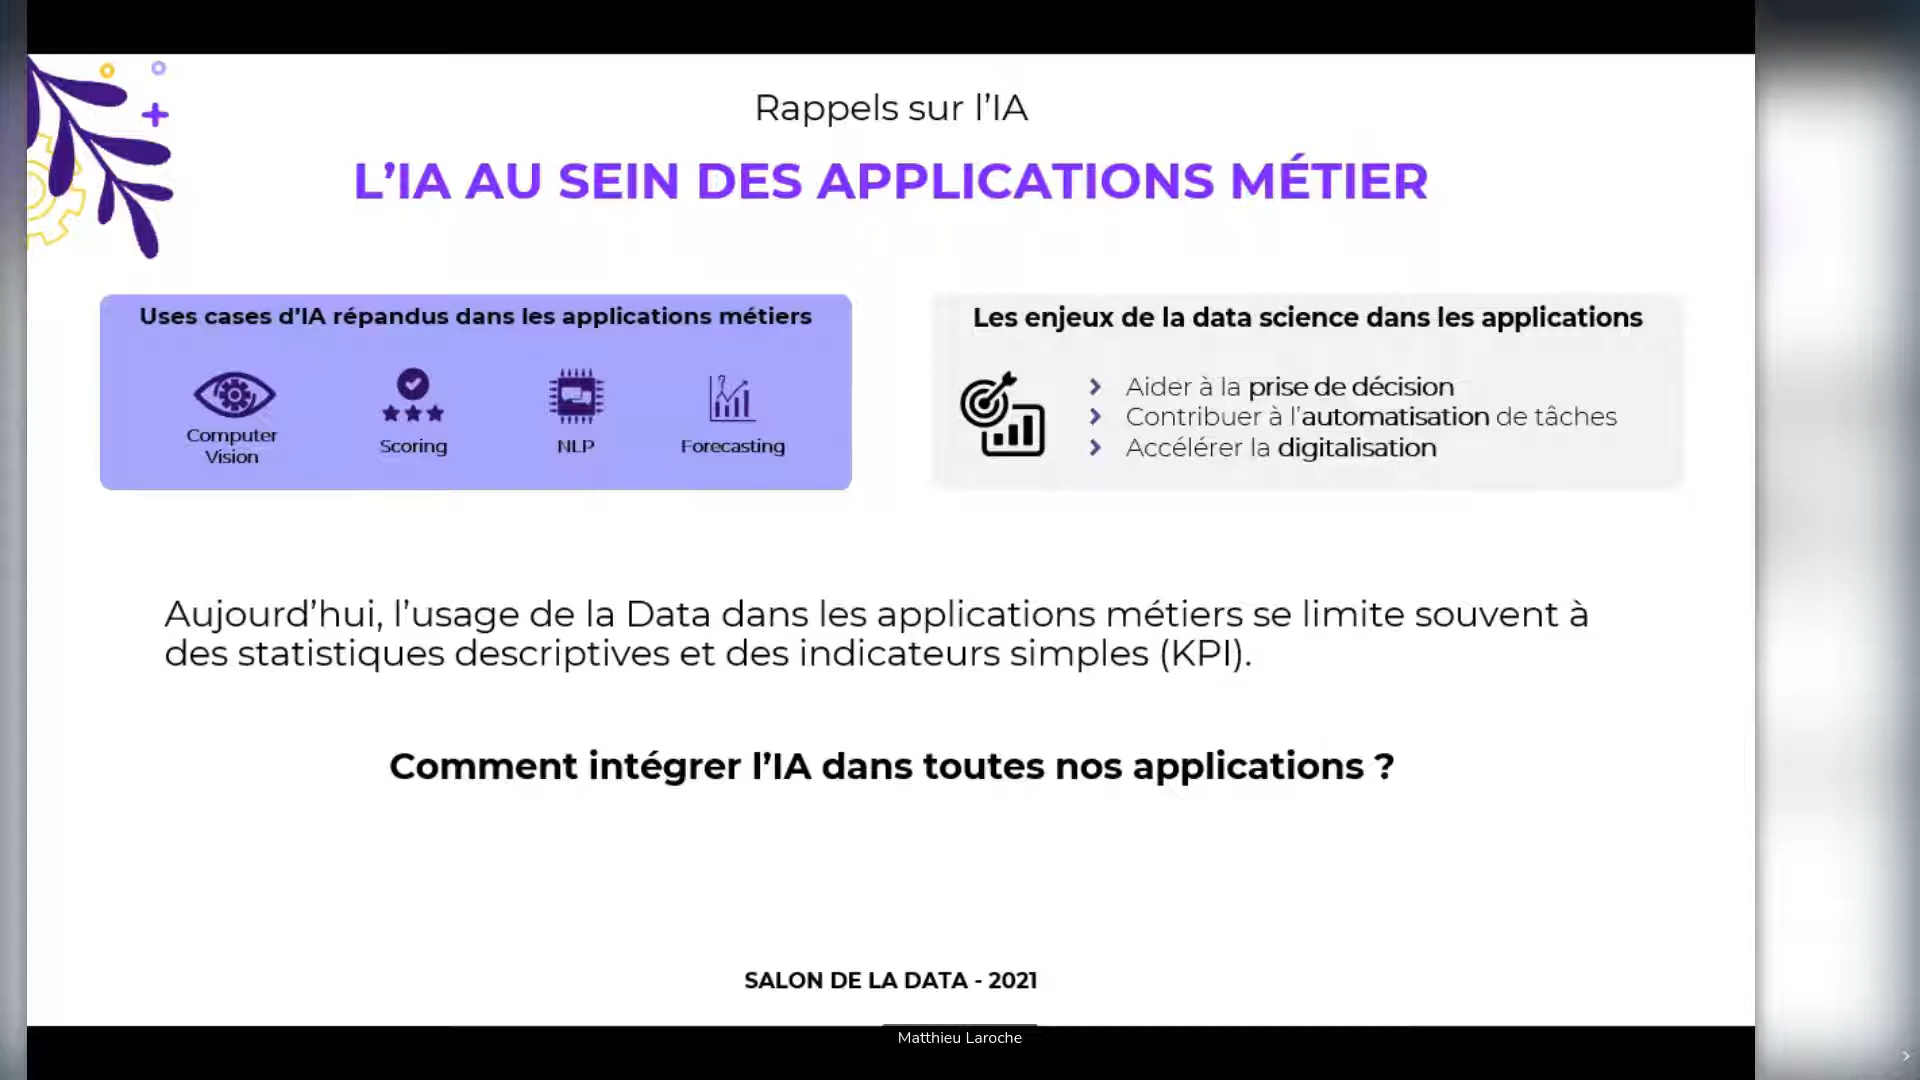 Rappels sur l’IA
L’IA AU SEIN DES APPLICATIONS MÉTIER
Uses cases d’IA répandus dans les applications métiers
Computer
Vision
Scoring
NLP
Forecasting
Les enjeux de la data science dans les applications
Aider à la prise de décision
Contribuer à l’automatisation de tâches
Accélérer la digitalisation
Aujourd’hui, l’usage de la Data dans les applications métiers se limite souvent à
des statistiques descriptives et des indicateurs simples (KPI).
Comment intégrer l’IA dans toutes nos applications ?
SALON DE LA DATA - 2021
Matthieu Laroche